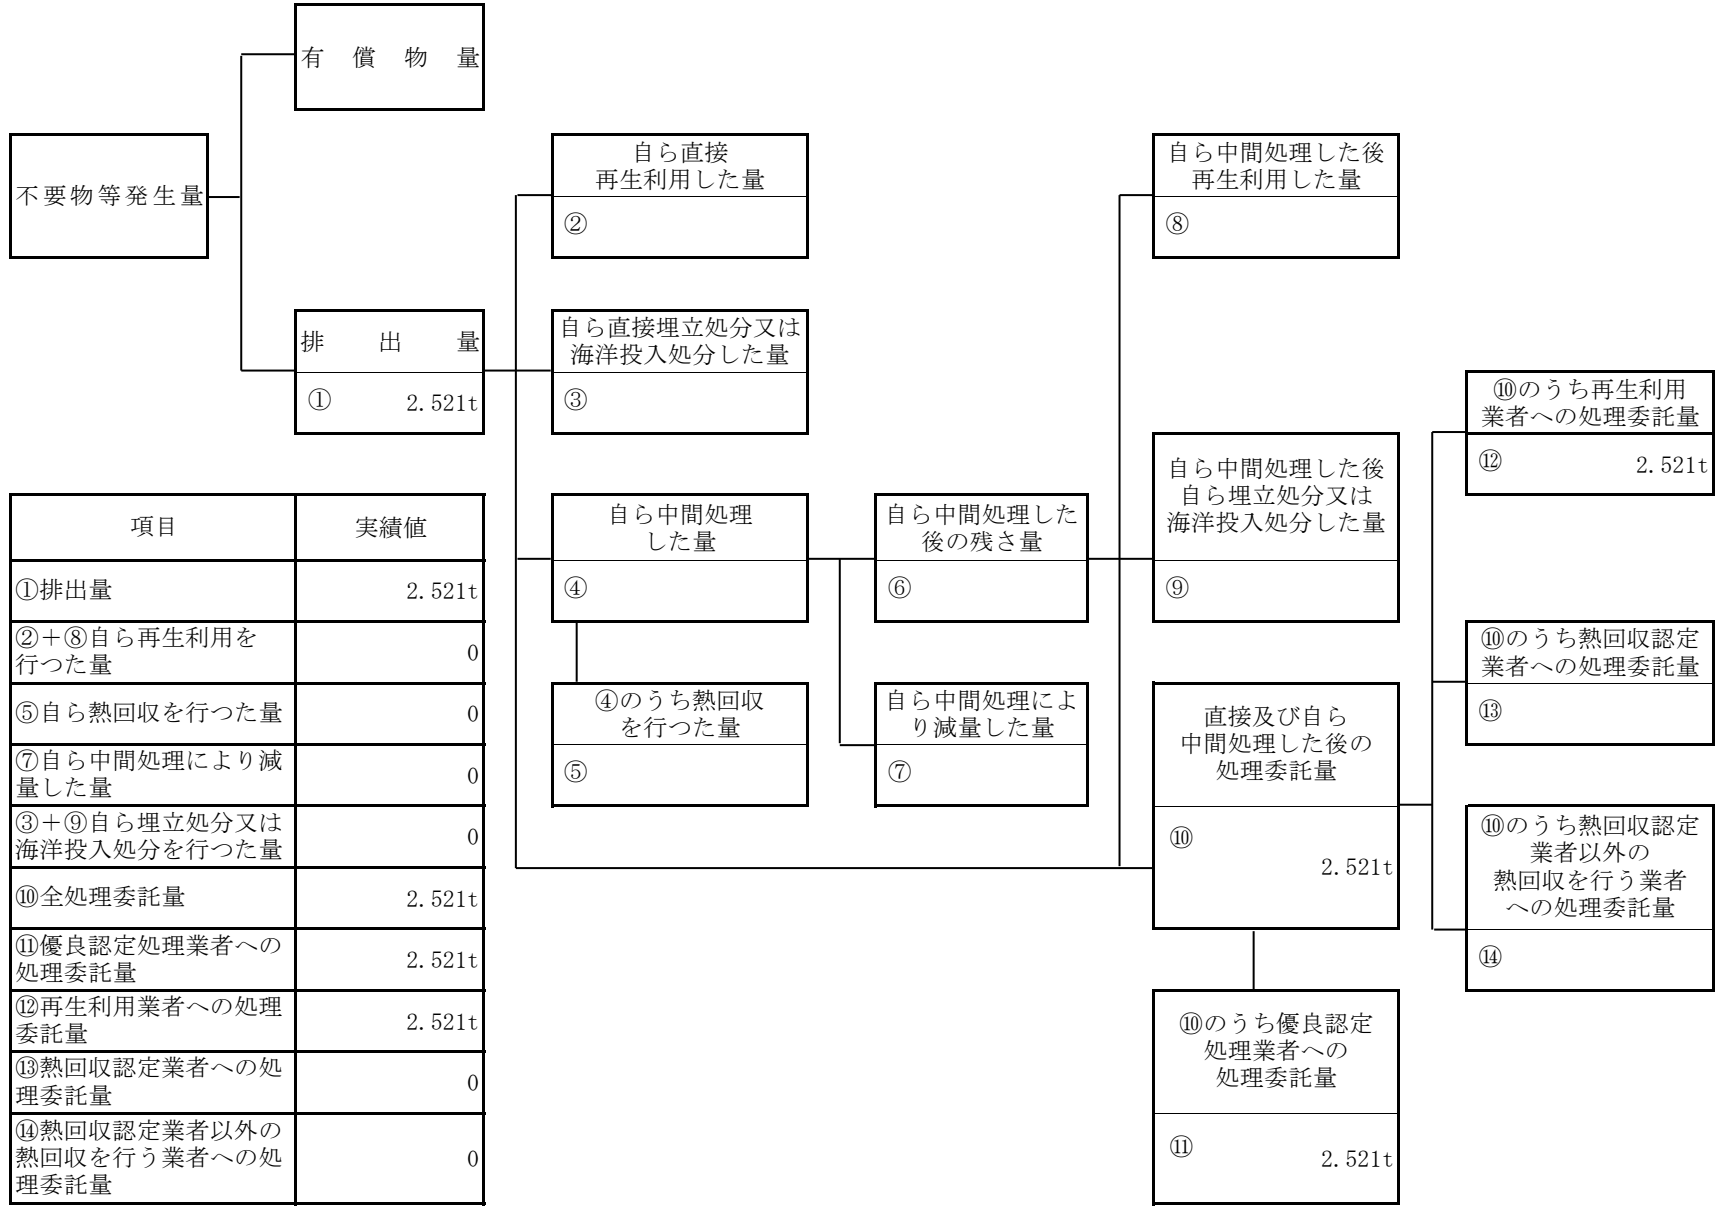 有償物量
不要物等発生量
排出量
① 2.521t
自ら直接
再生利用した量
②
自ら直接埋立処分又は
海洋投入処分した量
③
自ら中間処理
した量
④
④のうち熱回収
を行つた量
⑤
自ら中間処理した
後の残さ量
⑥
自ら中間処理によ
り減量した量
⑦
自ら中間処理した後
再生利用した量
⑧
自ら中間処理した後
自ら埋立処分又は
海洋投入処分した量
⑨
直接及び自ら
中間処理した後の
処理委託量
⑩
2.521t
⑩のうち優良認定
処理業者への
処理委託量
⑪
2.521t
⑩のうち再生利用
業者への処理委託量
⑫ 2.521t
⑩のうち熱回収認定
業者への処理委託量
⑬
⑩のうち熱回収認定
業者以外の
熱回収を行う業者
への処理委託量
⑭
項目 実績値
①排出量 2.521t
②＋⑧自ら再生利用を
行つた量 0
⑤自ら熱回収を行つた量 0
⑦自ら中間処理により減
量した量 0
③＋⑨自ら埋立処分又は
海洋投入処分を行つた量 0
⑩全処理委託量 2.521t
⑪優良認定処理業者への
処理委託量 2.521t
⑫再生利用業者への処理
委託量 2.521t
⑬熱回収認定業者への処
理委託量 0
⑭熱回収認定業者以外の
熱回収を行う業者への処
理委託量 0